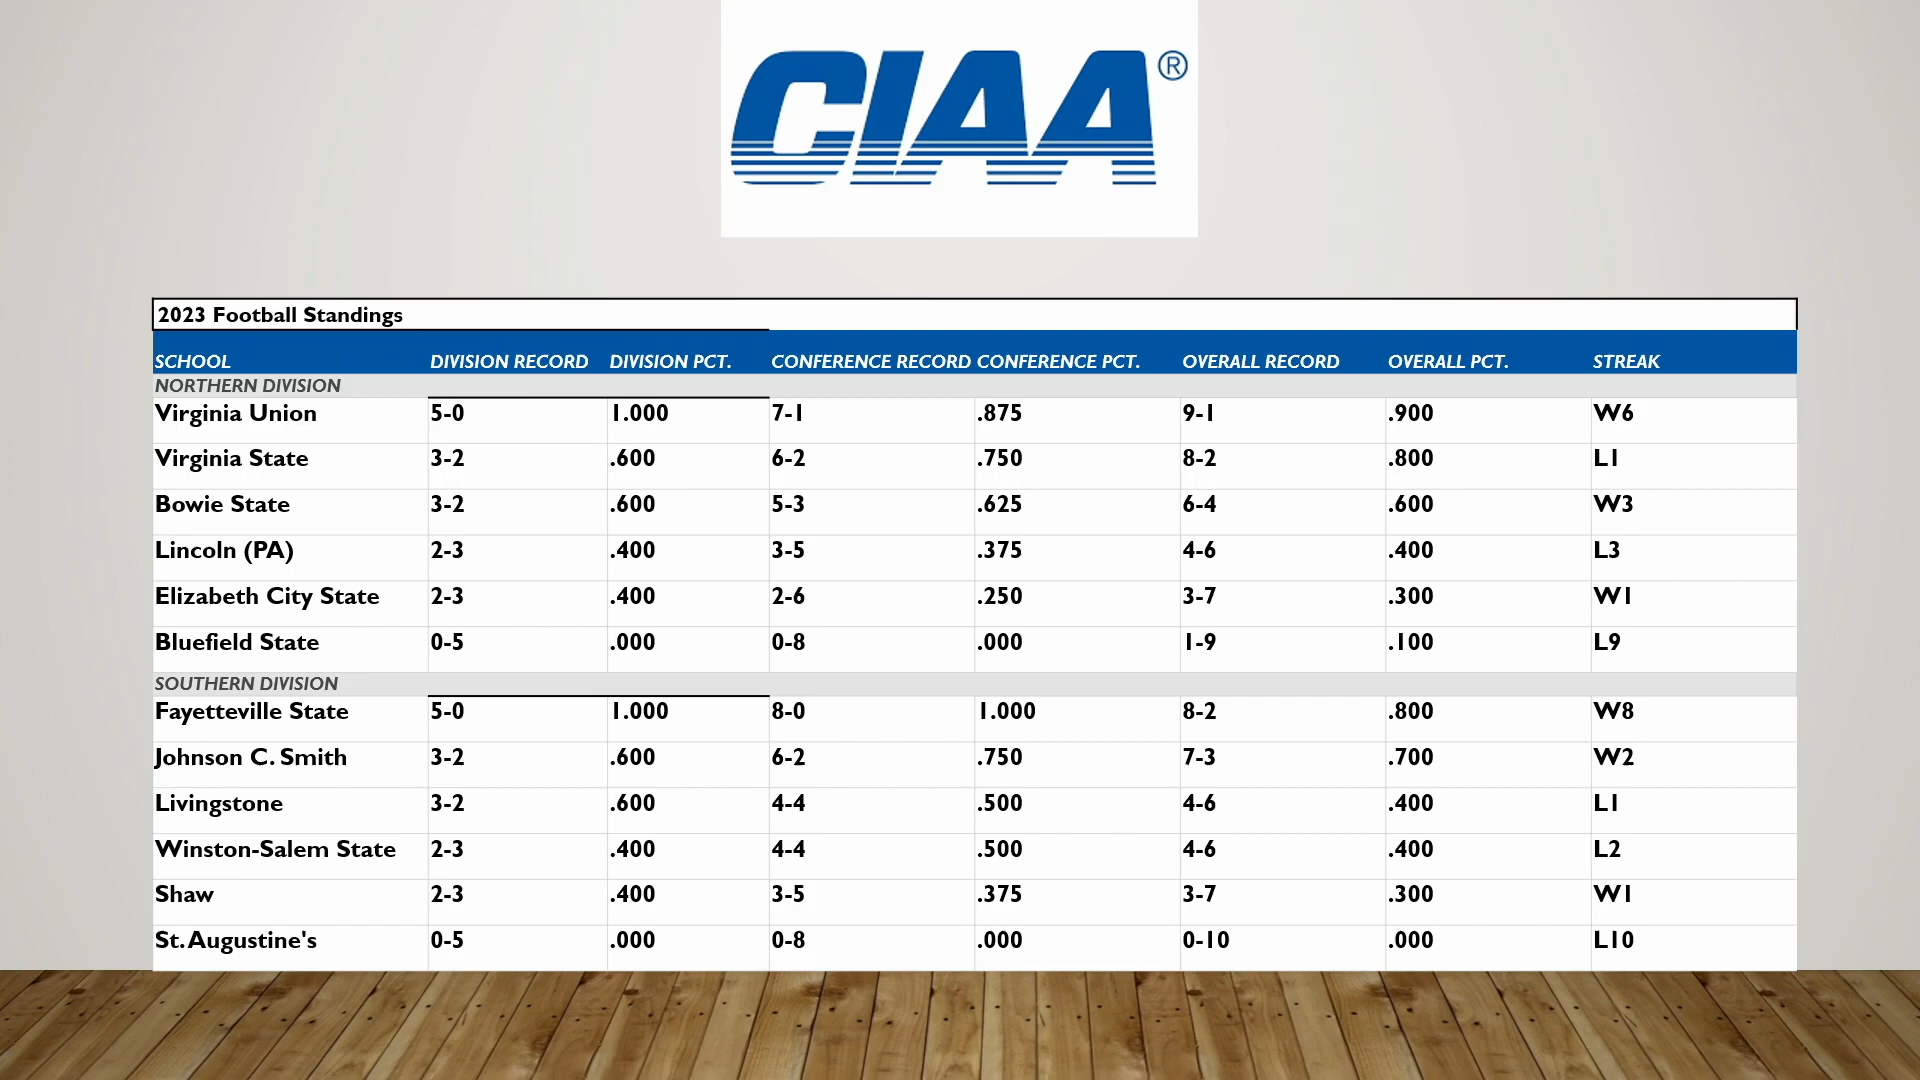 CIAA®
2023 Football Standings
SCHOOL DIVISION RECORD DIVISION PCT. CONFERENCE RECORD CONFERENCE PCT. OVERALL RECORD OVERALL PCT. STREAK
NORTHERN DIVISION
Virginia Union 5-0 1.000 7-1 .875 9-1 .900 W6
Virginia State 3-2 .600 6-2 .750 8-2 .800 L1
Bowie State 3-2 .600 5-3 .625 6-4 .600 W3
Lincoln (PA) 2-3 .400 3-5 .375 4-6 .400 L3
Elizabeth City State 2-3 .400 2-6 .250 3-7 .300 W1
Bluefield State 0-5 .000 0-8 .000 1-9 .100 L9
SOUTHERN DIVISION
Fayetteville State 5-0 1.000 8-0 1.000 8-2 .800 W8
Johnson C. Smith 3-2 .600 6-2 .750 7-3 .700 W2
Livingstone 3-2 .600 4-4 .500 4-6 .400 L1
Winston-Salem State 2-3 .400 4-4 .500 4-6 .400 L2
Shaw 2-3 .400 3-5 .375 3-7 .300 W1
St. Augustine's 0-5 .000 0-8 .000 0-10 .000 L10